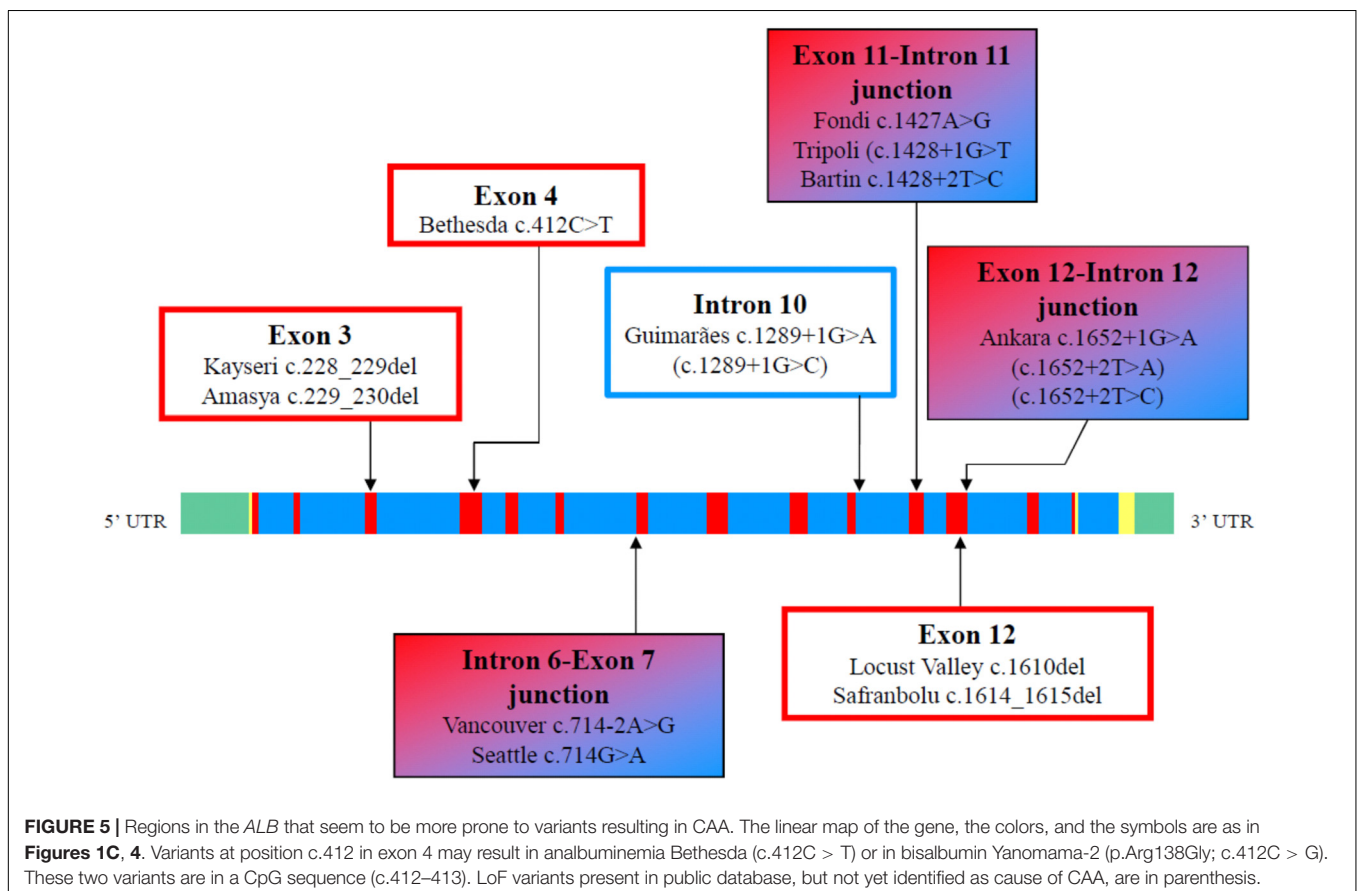 Exon 11-Intron 11
junction
Fondi c.1427A>G
Tripoli (c.1428+1G>T
Bartin c.1428+2T>C
Exon 4
Bethesda c.412C>T
Exon 12-Intron 12
junction
Ankara c.1652+1G>A
(c.1652+2T>A)
(c.1652+2T>C)
Intron 10
Guimarães c.1289+1G>A
(c.1289+1G>C)
Exon 3
Kayseri c.228_229del
Amasya c.229_230del
5' UTR
3' UTR
Intron 6-Exon 7
junction
Vancouver c.714-2A>G
Seattle c.714G>A
Exon 12
Locust Valley c.1610del
Safranbolu c.1614_1615del
FIGURE 5 | Regions in the ALB that seem to be more prone to variants resulting in CAA. The linear map of the gene, the colors, and the symbols are as in
Figures 1C, 4. Variants at position c.412 in exon 4 may result in analbuminemia Bethesda (c.412C > T) or in bisalbumin Yanomama-2 (p.Arg138Gly; c.412C > G).
These two variants are in a CpG sequence (c.412–413). LoF variants present in public database, but not yet identified as cause of CAA, are in parenthesis.